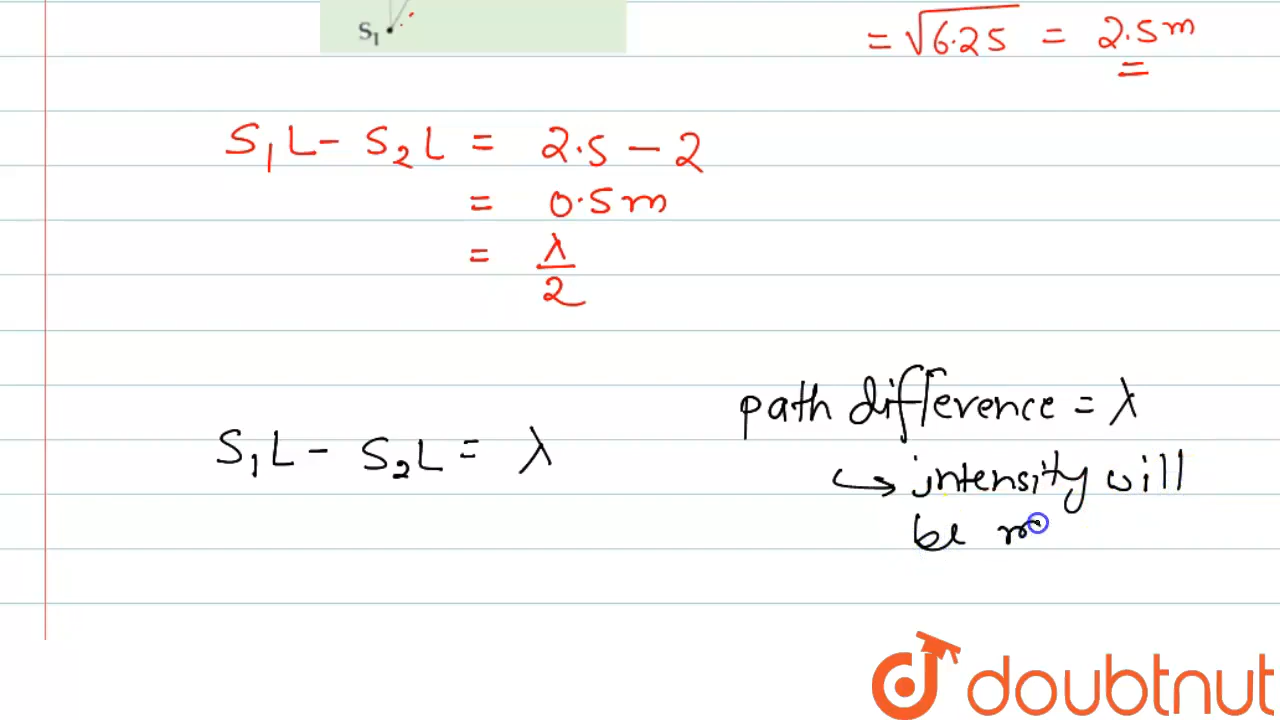 S₁
= √6.25 = 2.5m
S₁L - S₂L = 2.5 - 2
= 0.5m
= λ/2
path difference = λ
S₁L - S₂L = λ
↪ intensity will
be m
doubtnut